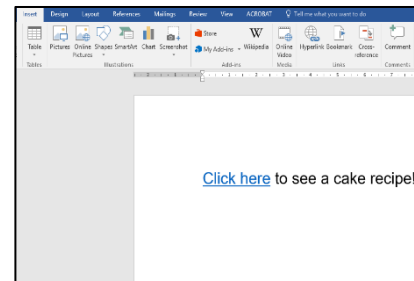 Insert Design Layout References Mailings Review View ACROBAT Tell me what you want to do
Table Pictures Online Pictures Shapes SmartArt Chart Screenshot Store My Add-ins Wikipedia Online Video Hyperlink Bookmark Cross-reference Comment
Tables Illustrations Add-ins Media Links Comments
Click here to see a cake recipe!